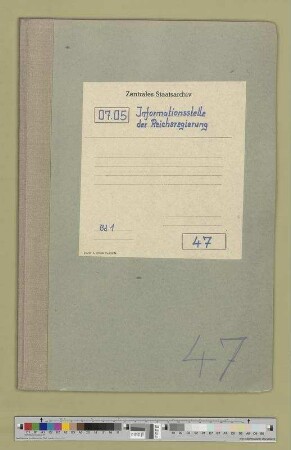 Zentrales Staatsarchiv
07.05 Informationsstelle
der Reichsregierung
Bd. 1
47
47